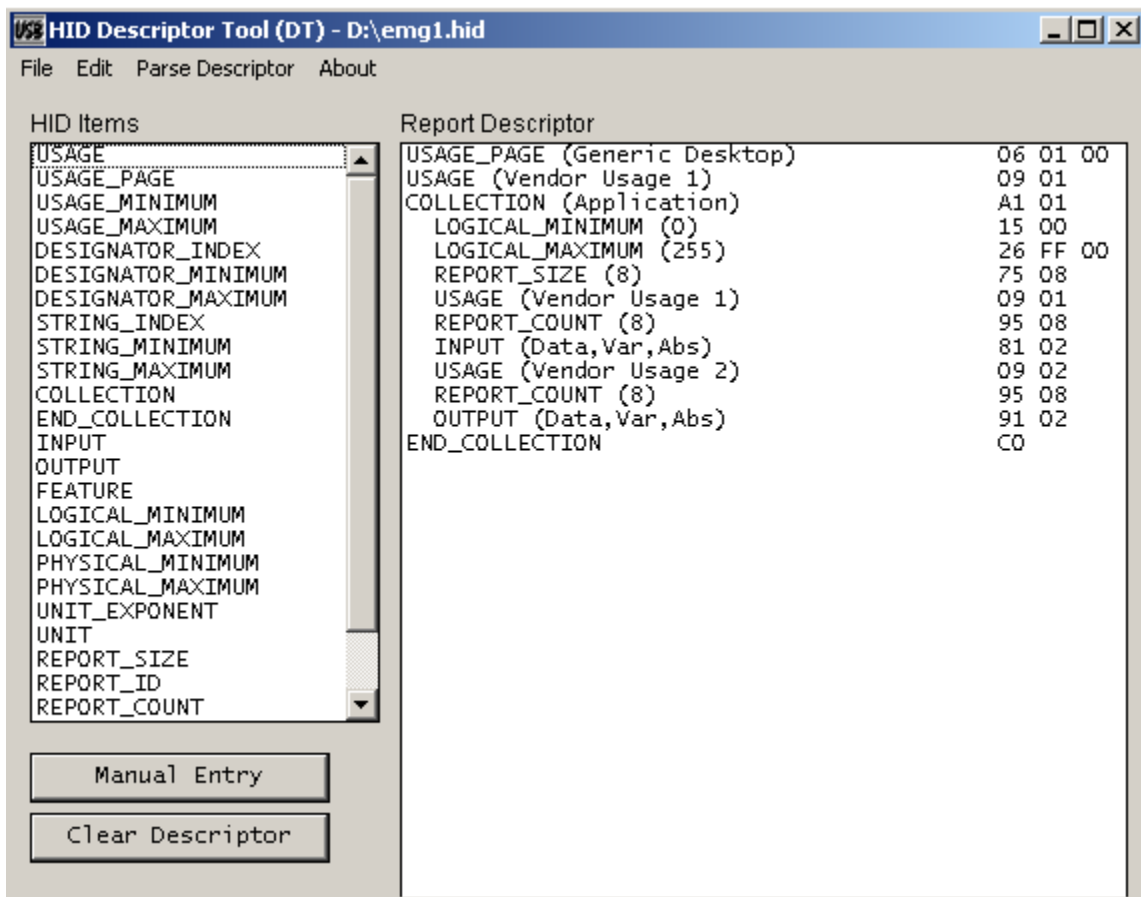 USB HID Descriptor Tool (DT) - D:\emg1.hid
File Edit Parse Descriptor About
HID Items
USAGE
USAGE_PAGE
USAGE_MINIMUM
USAGE_MAXIMUM
DESIGNATOR_INDEX
DESIGNATOR_MINIMUM
DESIGNATOR_MAXIMUM
STRING_INDEX
STRING_MINIMUM
STRING_MAXIMUM
COLLECTION
END_COLLECTION
INPUT
OUTPUT
FEATURE
LOGICAL_MINIMUM
LOGICAL_MAXIMUM
PHYSICAL_MINIMUM
PHYSICAL_MAXIMUM
UNIT_EXPONENT
UNIT
REPORT_SIZE
REPORT_ID
REPORT_COUNT
Manual Entry
Clear Descriptor
Report Descriptor
USAGE_PAGE (Generic Desktop) 06 01 00
USAGE (Vendor Usage 1) 09 01
COLLECTION (Application) A1 01
LOGICAL_MINIMUM (0) 15 00
LOGICAL_MAXIMUM (255) 26 FF 00
REPORT_SIZE (8) 75 08
USAGE (Vendor Usage 1) 09 01
REPORT_COUNT (8) 95 08
INPUT (Data,Var,Abs) 81 02
USAGE (Vendor Usage 2) 09 02
REPORT_COUNT (8) 95 08
OUTPUT (Data,Var,Abs) 91 02
END_COLLECTION C0